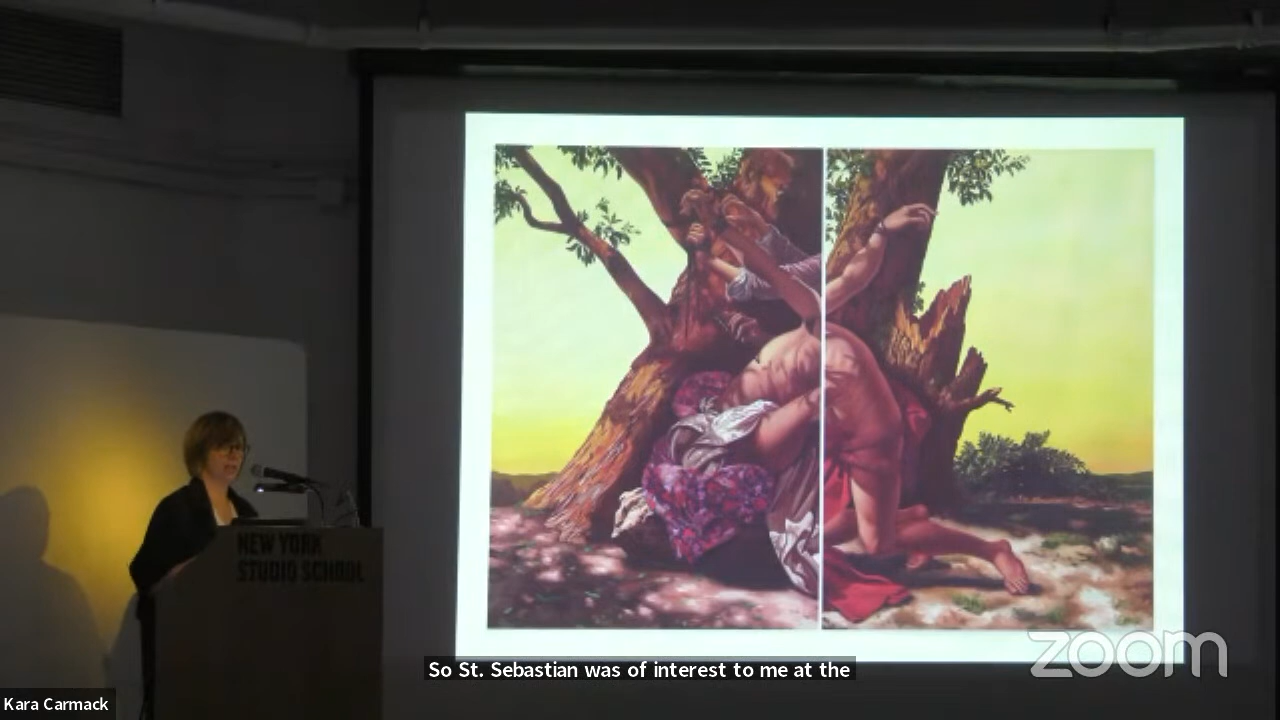 NEW YORK
STUDIO SCHOOL
zoom
So St. Sebastian was of interest to me at the
Kara Carmack